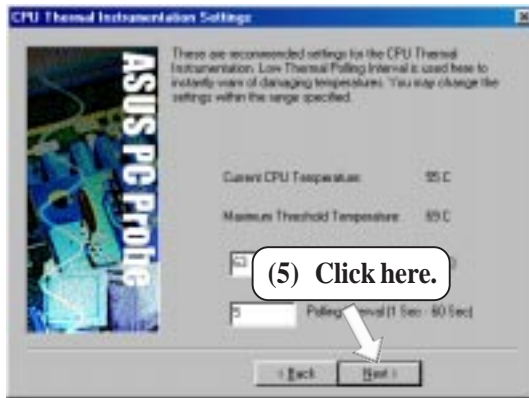 CPU Thermal Instrumentation Settings
ASUS PC Probe
These are recommended settings for the CPU Thermal
Instrumentation. Low Thermal Polling Interval is used here to
instantly warn of damaging temperatures. You may change the
settings within the range specified.
Current CPU Temperature: 95 C
Maximum Threshold Temperature: 69 C
(5) Click here.
5 Polling Interval (1 Sec - 60 Sec)
< Back Next >